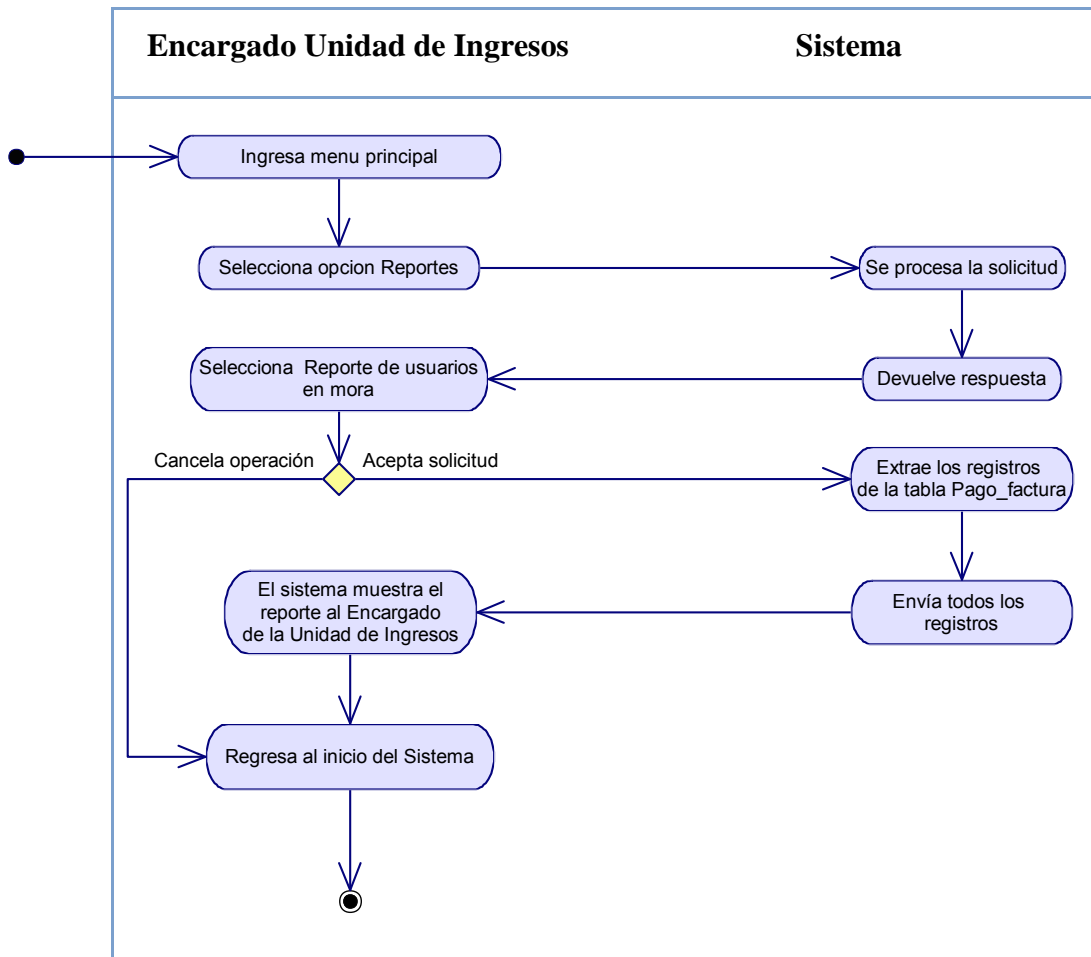 Encargado Unidad de Ingresos
Sistema
Ingresa menu principal
Selecciona opcion Reportes
Se procesa la solicitud
Selecciona Reporte de usuarios
en mora
Devuelve respuesta
Cancela operación
Acepta solicitud
Extrae los registros
de la tabla Pago_factura
El sistema muestra el
reporte al Encargado
de la Unidad de Ingresos
Envía todos los
registros
Regresa al inicio del Sistema